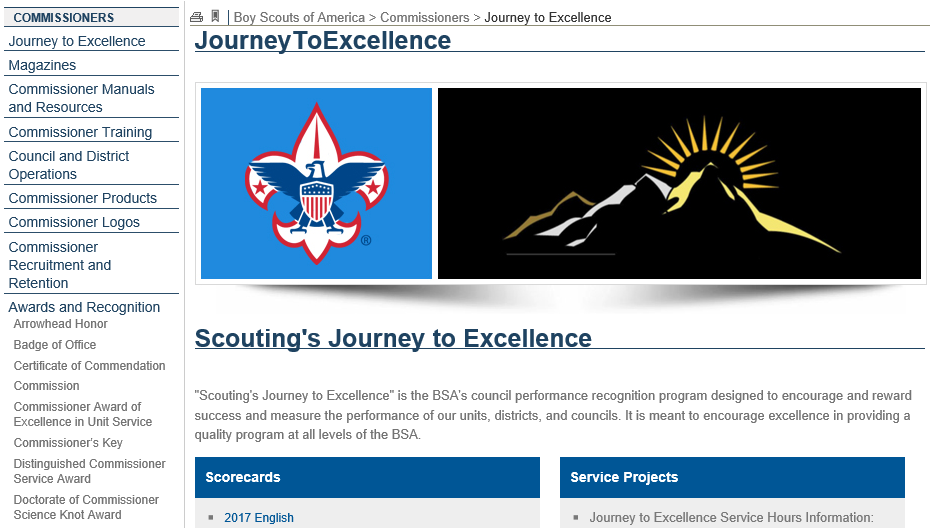 COMMISSIONERS
Journey to Excellence
Magazines
Commissioner Manuals
and Resources
Commissioner Training
Council and District
Operations
Commissioner Products
Commissioner Logos
Commissioner
Recruitment and
Retention
Awards and Recognition
Arrowhead Honor
Badge of Office
Certificate of Commendation
Commission
Commissioner Award of
Excellence in Unit Service
Commissioner's Key
Distinguished Commissioner
Service Award
Doctorate of Commissioner
Science Knot Award
Boy Scouts of America > Commissioners > Journey to Excellence
JourneyToExcellence
®
Scouting's Journey to Excellence
"Scouting's Journey to Excellence" is the BSA's council performance recognition program designed to encourage and reward
success and measure the performance of our units, districts, and councils. It is meant to encourage excellence in providing a
quality program at all levels of the BSA.
Scorecards
2017 English
Service Projects
Journey to Excellence Service Hours Information: